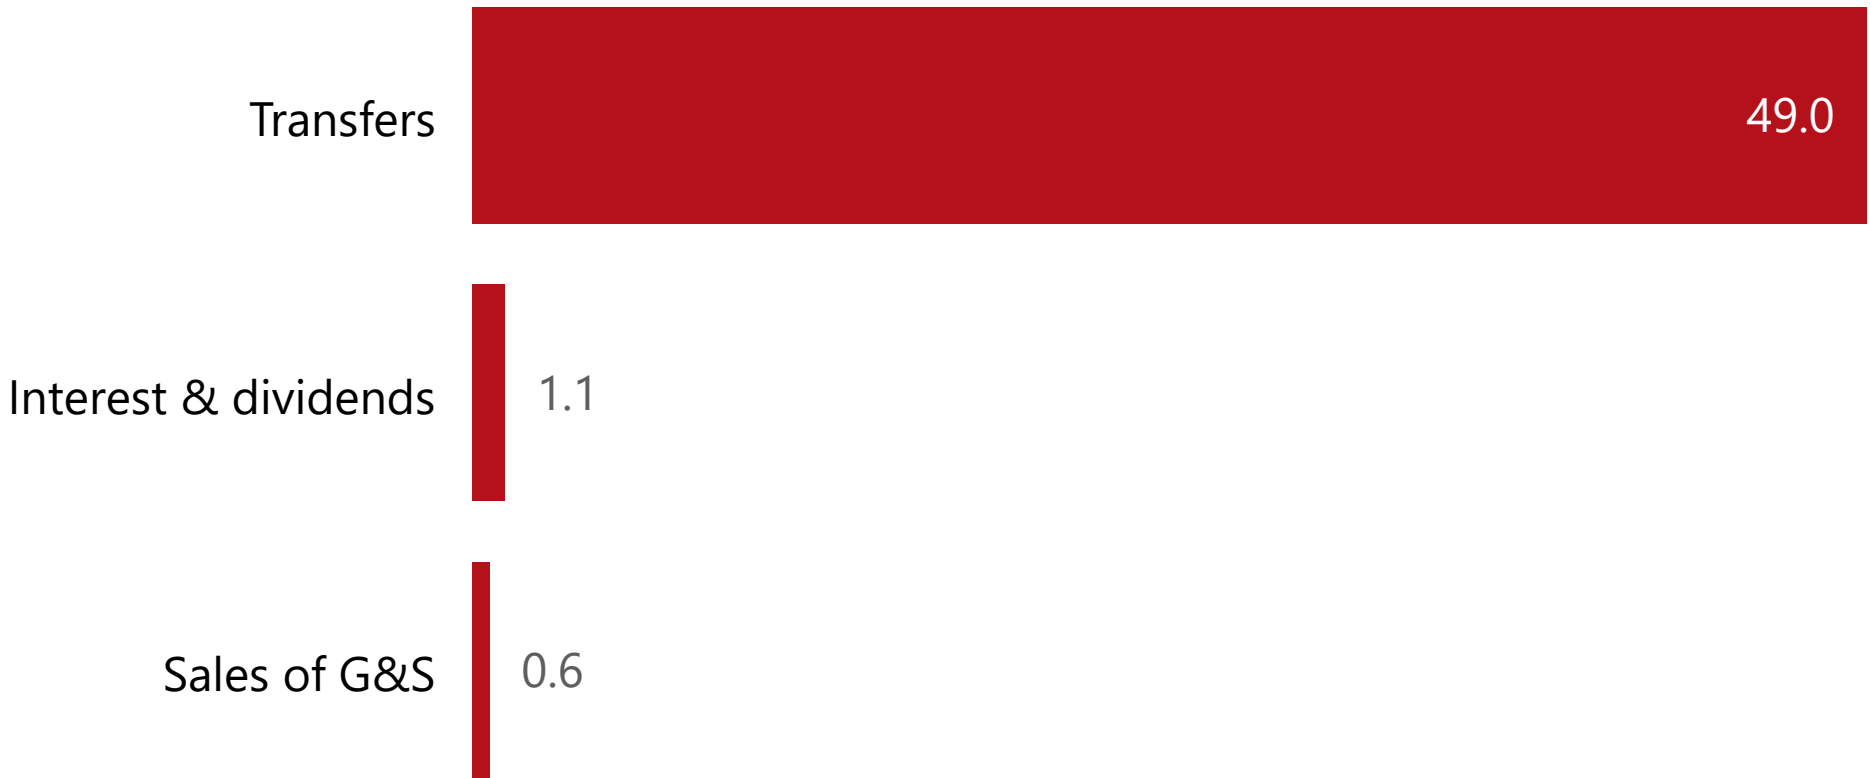 Transfers 49.0
Interest & dividends 1.1
Sales of G&S 0.6